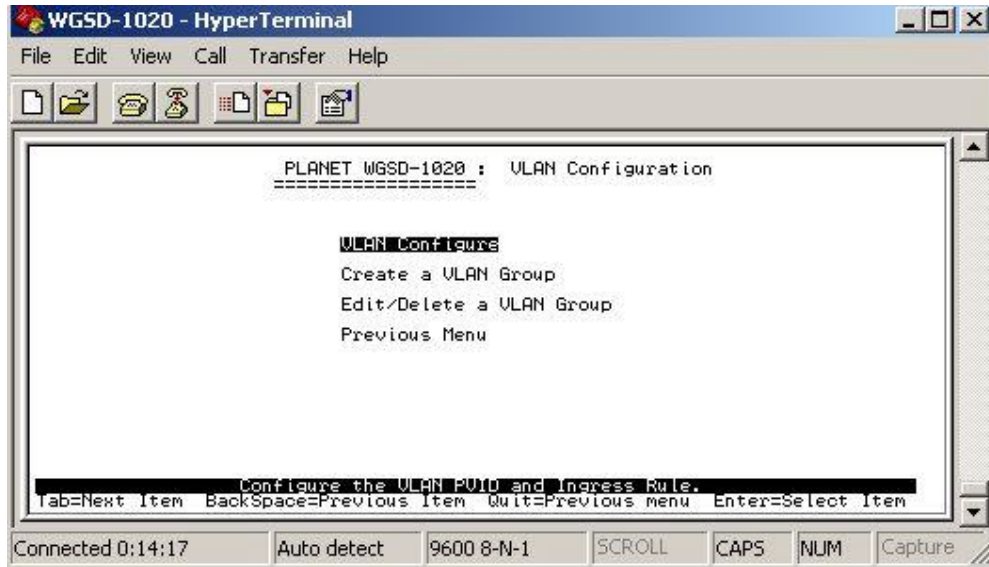 WGSD-1020 - HyperTerminal
File Edit View Call Transfer Help
PLANET WGSD-1020 : VLAN Configuration
====================
VLAN Configure
Create a VLAN Group
Edit/Delete a VLAN Group
Previous Menu
Configure the VLAN PVID and Ingress Rule.
Tab=Next Item BackSpace=Previous Item Quit=Previous menu Enter=Select Item
Connected 0:14:17 Auto detect 9600 8-N-1 SCROLL CAPS NUM Capture